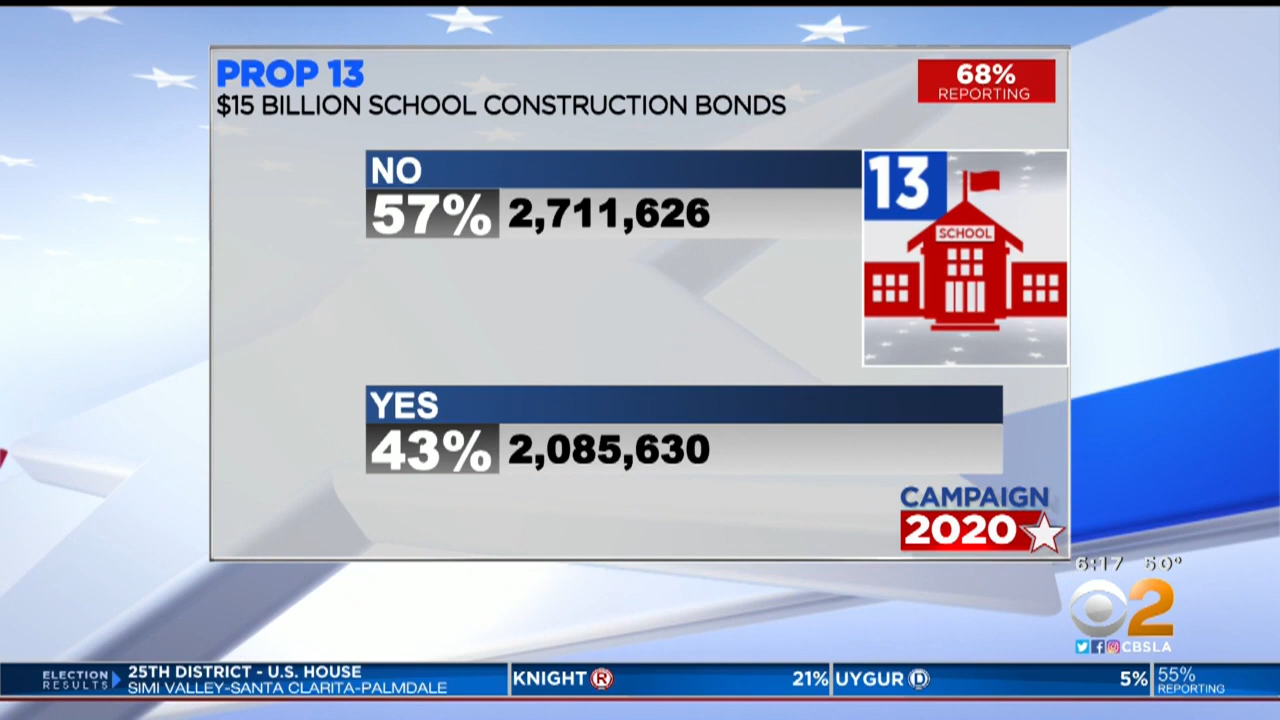 PROP 13
$15 BILLION SCHOOL CONSTRUCTION BONDS
68%
REPORTING
NO
57% 2,711,626
13
SCHOOL
YES
43% 2,085,630
CAMPAIGN
2020
6:17 50°
2
CBSLA
ELECTION
RESULTS
25TH DISTRICT - U.S. HOUSE
SIMI VALLEY-SANTA CLARITA-PALMDALE
KNIGHT R 21%
UYGUR D 5%
55%
REPORTING